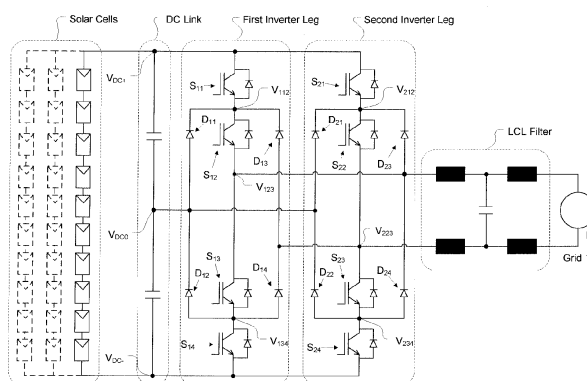 Solar Cells
DC Link
First Inverter Leg
Second Inverter Leg
VDC+
S11
V112
S21
V212
D11
D13
S12
D21
D23
S22
LCL Filter
V123
VDC0
V223
Grid
S13
D12
D14
S23
D22
D24
S14
V134
S24
V234
VDC-